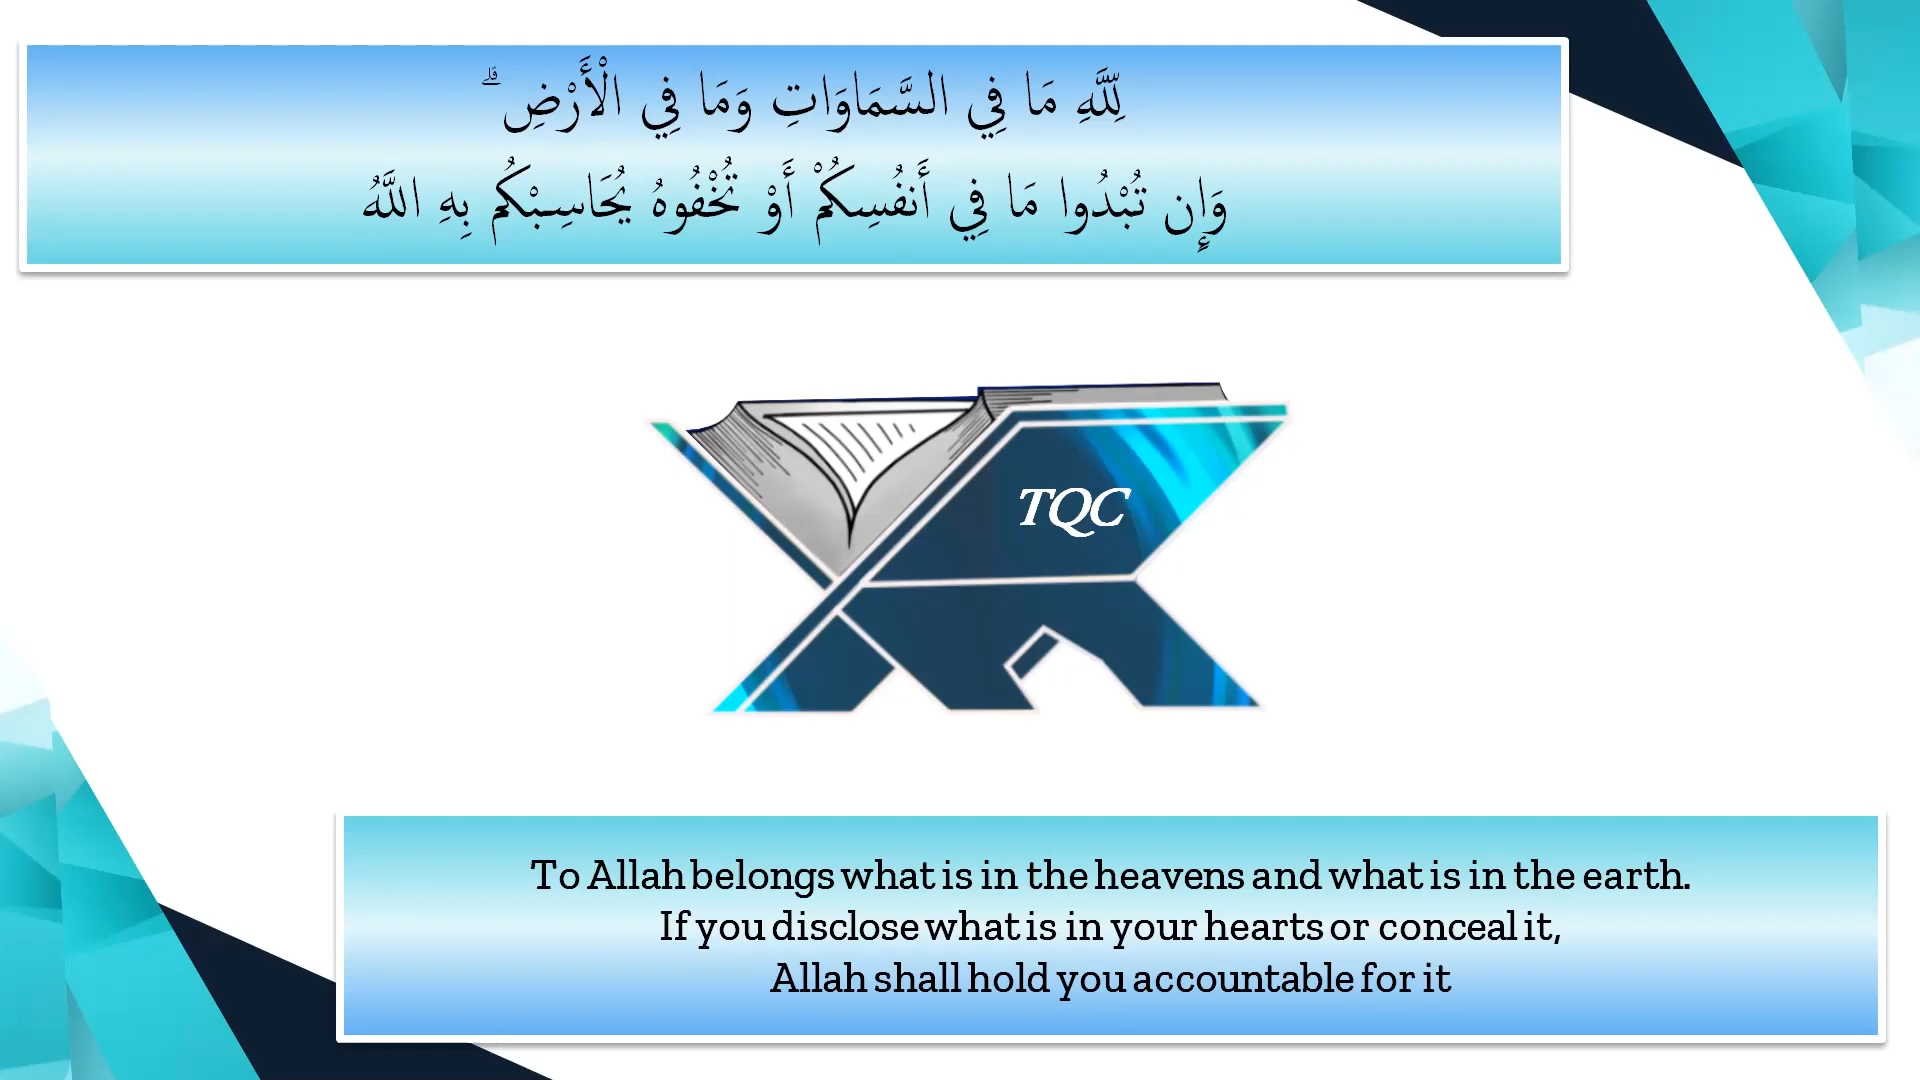 لِلَّهِ مَا فِي السَّمَاوَاتِ وَمَا فِي الْأَرْضِ ۗ
وَإِن تُبْدُوا مَا فِي أَنفُسِكُمْ أَوْ تُخْفُوهُ يُحَاسِبْكُم بِهِ اللَّهُ
TQC
To Allah belongs what is in the heavens and what is in the earth.
If you disclose what is in your hearts or conceal it,
Allah shall hold you accountable for it